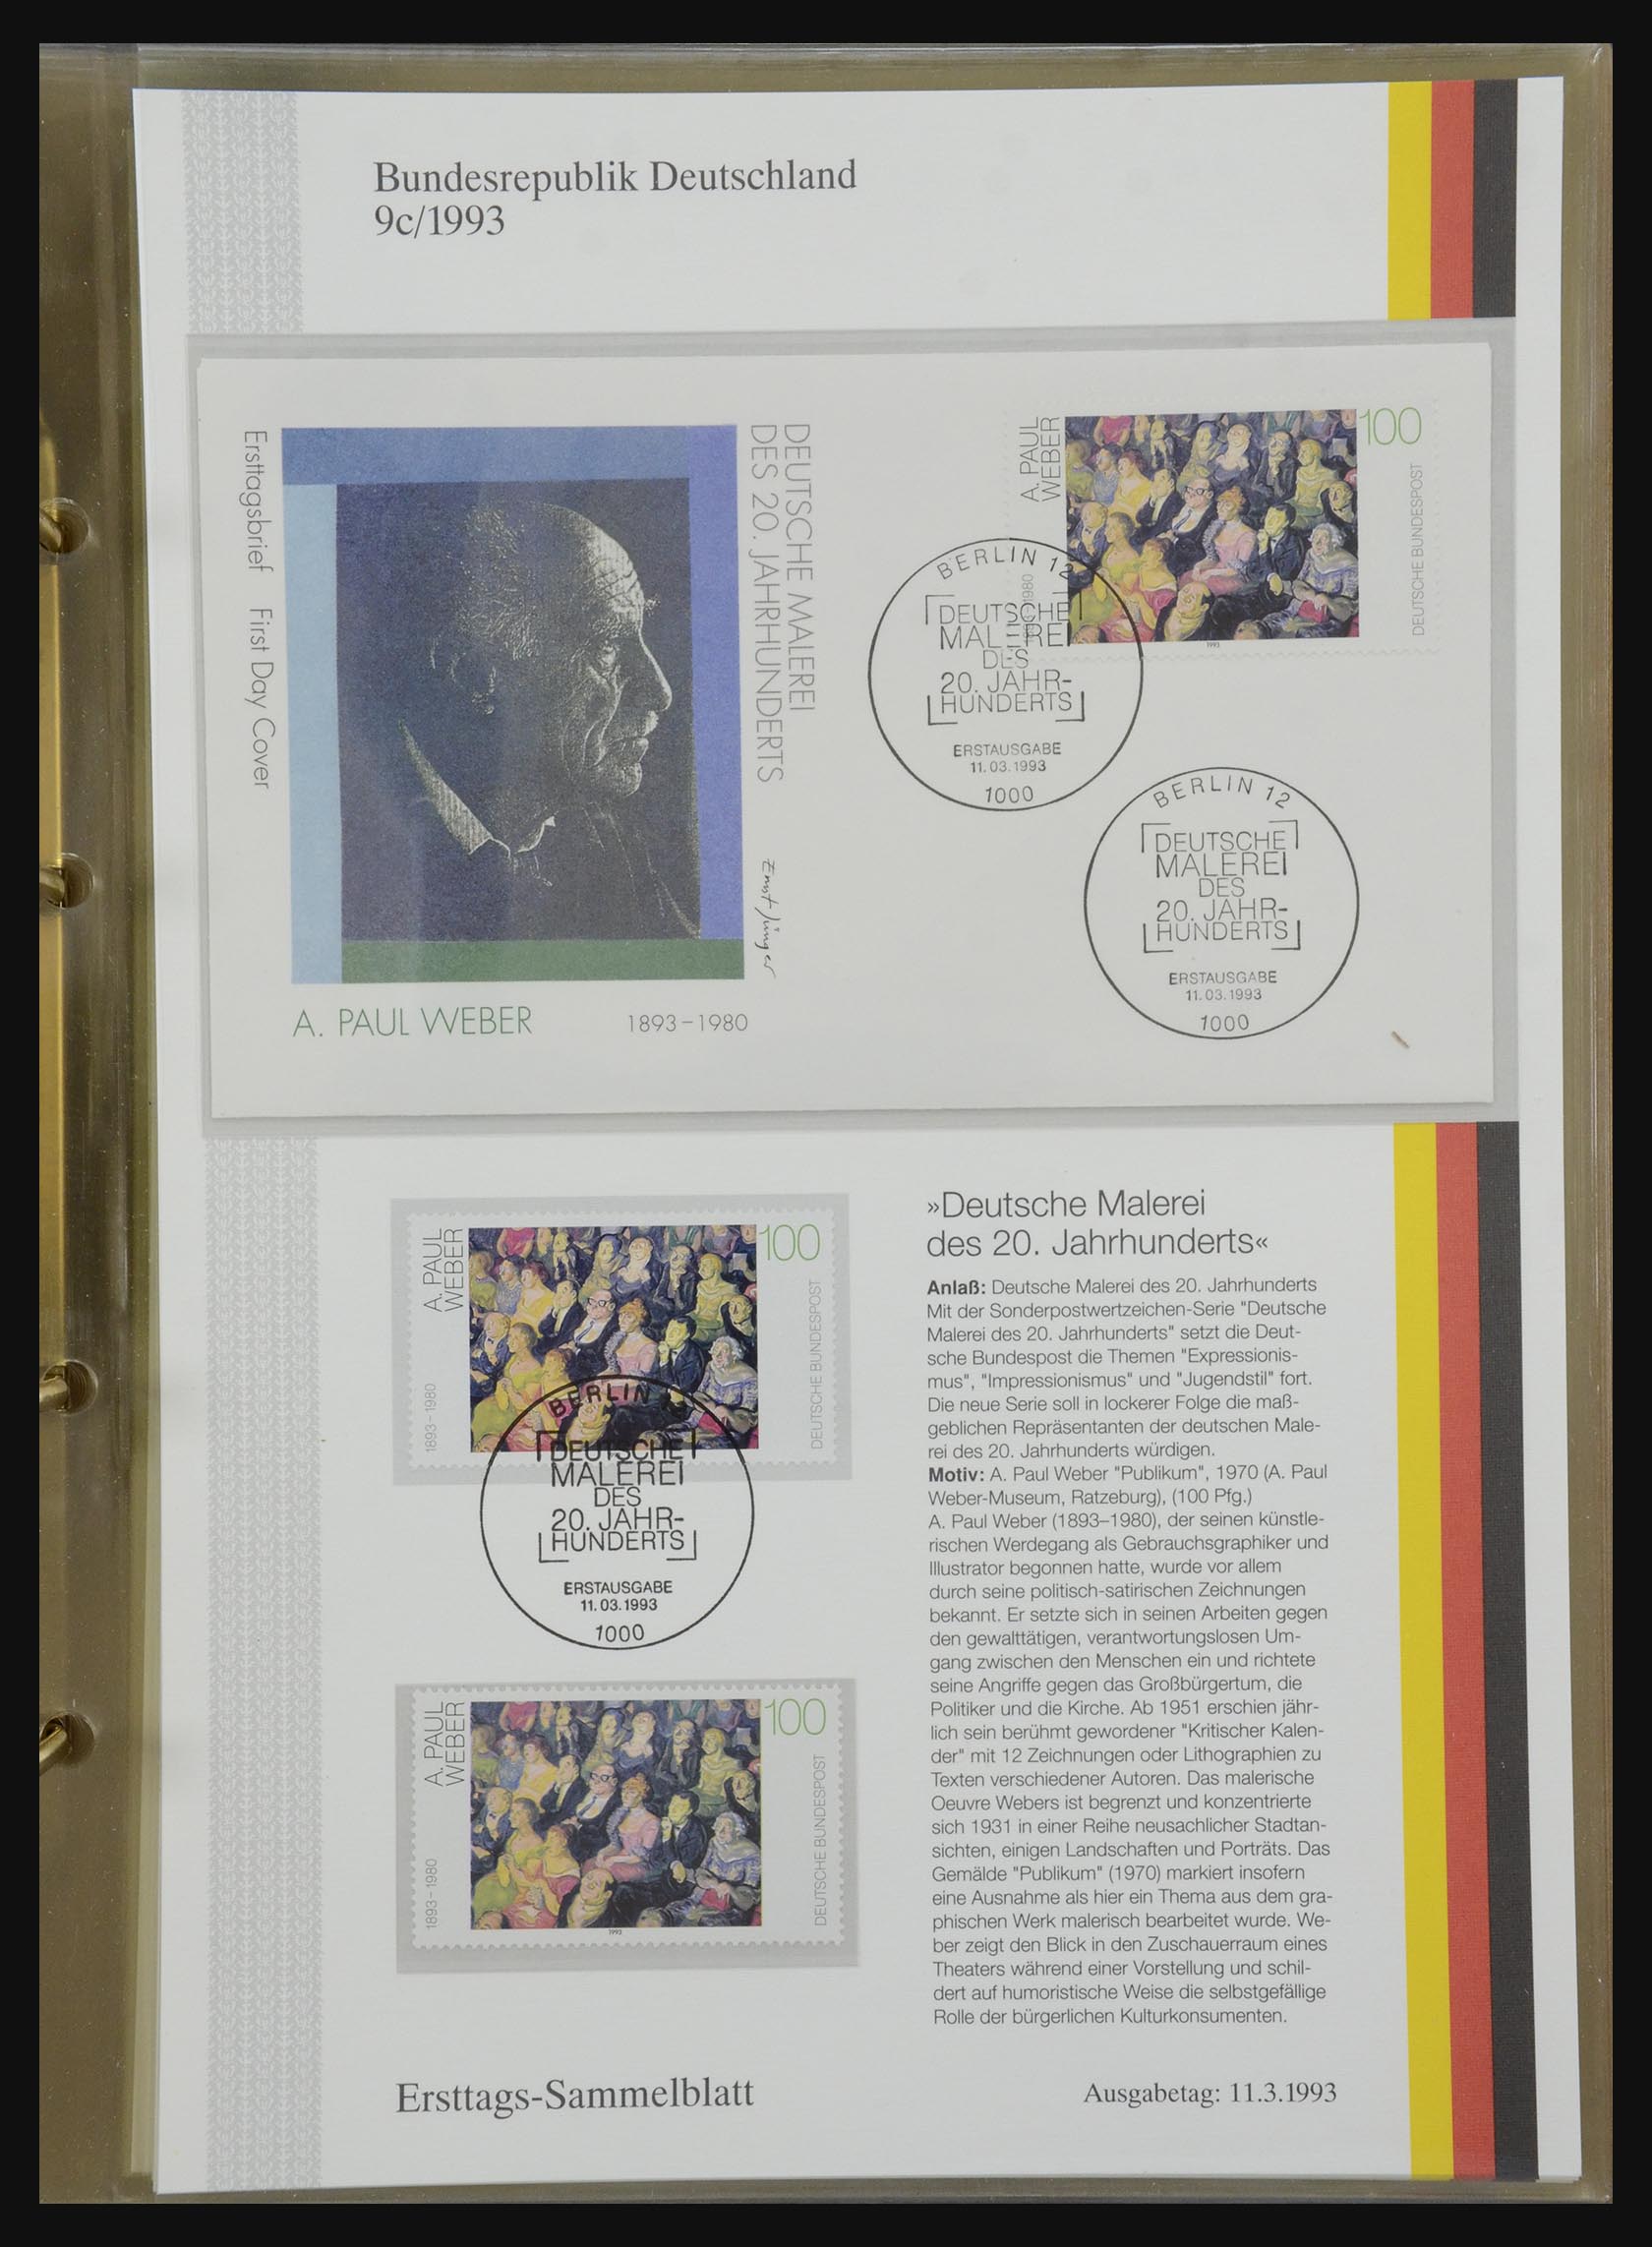 Bundesrepublik Deutschland
9c/1993
Ersttagsbrief First Day Cover
DEUTSCHE MALEREI
DES 20. JAHRHUNDERTS
Ernst Jünger
A. PAUL WEBER 1893–1980
A. PAUL
WEBER
100
DEUTSCHE BUNDESPOST
1980
1993
BERLIN 12
DEUTSCHE
MALEREI
DES
20. JAHR-
HUNDERTS
ERSTAUSGABE
11.03.1993
1000
BERLIN 12
DEUTSCHE
MALEREI
DES
20. JAHR-
HUNDERTS
ERSTAUSGABE
11.03.1993
1000
A. PAUL
WEBER
100
1893–1980
DEUTSCHE BUNDESPOST
BERLIN
DEUTSCHE
MALEREI
DES
20. JAHR-
HUNDERTS
ERSTAUSGABE
11.03.1993
1000
A. PAUL
WEBER
100
1893–1980
DEUTSCHE BUNDESPOST
1993
»Deutsche Malerei
des 20. Jahrhunderts«
Anlaß: Deutsche Malerei des 20. Jahrhunderts
Mit der Sonderpostwertzeichen-Serie "Deutsche
Malerei des 20. Jahrhunderts" setzt die Deut-
sche Bundespost die Themen "Expressionis-
mus", "Impressionismus" und "Jugendstil" fort.
Die neue Serie soll in lockerer Folge die maß-
geblichen Repräsentanten der deutschen Male-
rei des 20. Jahrhunderts würdigen.
Motiv: A. Paul Weber "Publikum", 1970 (A. Paul
Weber-Museum, Ratzeburg), (100 Pfg.)
A. Paul Weber (1893–1980), der seinen künstle-
rischen Werdegang als Gebrauchsgraphiker und
Illustrator begonnen hatte, wurde vor allem
durch seine politisch-satirischen Zeichnungen
bekannt. Er setzte sich in seinen Arbeiten gegen
den gewalttätigen, verantwortungslosen Um-
gang zwischen den Menschen ein und richtete
seine Angriffe gegen das Großbürgertum, die
Politiker und die Kirche. Ab 1951 erschien jähr-
lich sein berühmt gewordener "Kritischer Kalen-
der" mit 12 Zeichnungen oder Lithographien zu
Texten verschiedener Autoren. Das malerische
Oeuvre Webers ist begrenzt und konzentrierte
sich 1931 in einer Reihe neusachlicher Stadtan-
sichten, einigen Landschaften und Porträts. Das
Gemälde "Publikum" (1970) markiert insofern
eine Ausnahme als hier ein Thema aus dem gra-
phischen Werk malerisch bearbeitet wurde. We-
ber zeigt den Blick in den Zuschauerraum eines
Theaters während einer Vorstellung und schil-
dert auf humoristische Weise die selbstgefällige
Rolle der bürgerlichen Kulturkonsumenten.
Ersttags-Sammelblatt
Ausgabetag: 11.3.1993